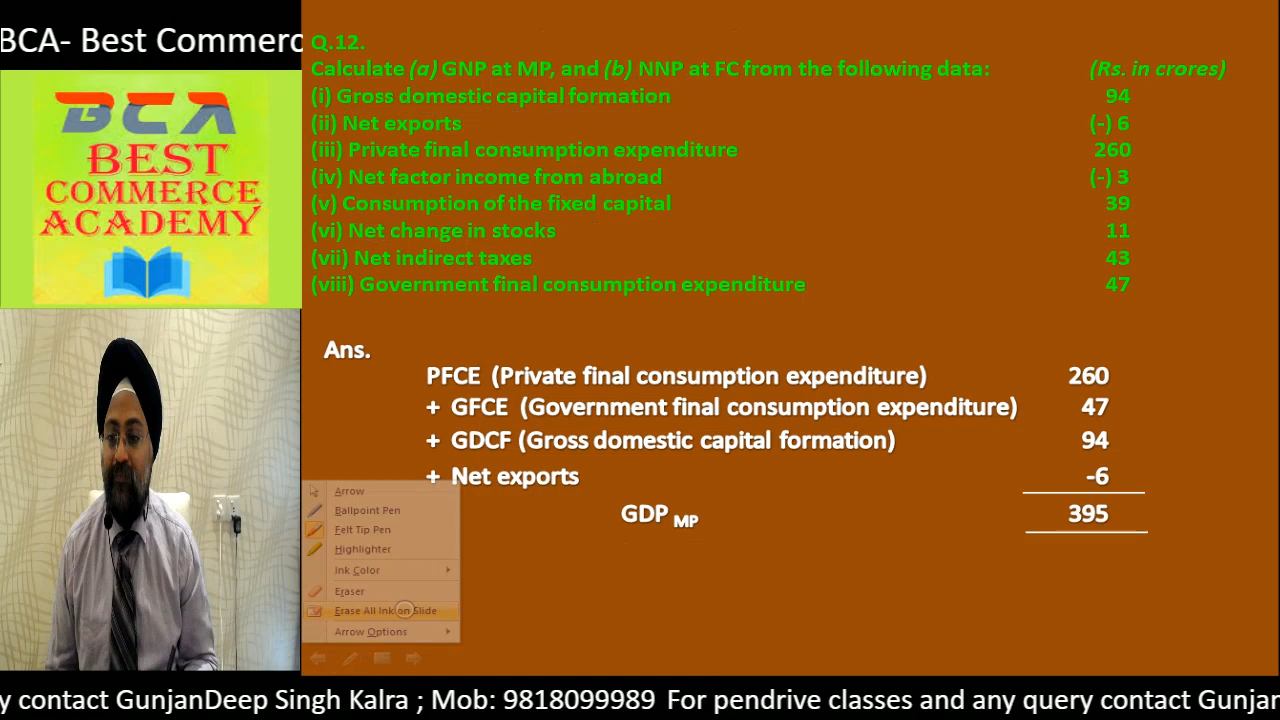 BCA- Best Commerc
BCA
BEST
COMMERCE
ACADEMY
Q.12.
Calculate (a) GNP at MP, and (b) NNP at FC from the following data: (Rs. in crores)
(i) Gross domestic capital formation 94
(ii) Net exports (-) 6
(iii) Private final consumption expenditure 260
(iv) Net factor income from abroad (-) 3
(v) Consumption of the fixed capital 39
(vi) Net change in stocks 11
(vii) Net indirect taxes 43
(viii) Government final consumption expenditure 47
Ans.
PFCE (Private final consumption expenditure) 260
+ GFCE (Government final consumption expenditure) 47
+ GDCF (Gross domestic capital formation) 94
+ Net exports -6
GDP MP 395
Arrow
Ballpoint Pen
Felt Tip Pen
Highlighter
Ink Color
Eraser
Erase All Ink on Slide
Arrow Options
y contact GunjanDeep Singh Kalra ; Mob: 9818099989 For pendrive classes and any query contact Gunjan